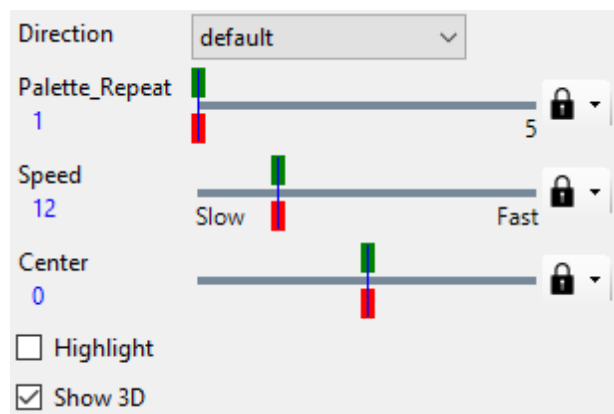 Direction default
Palette_Repeat
1
5
Speed
12
Slow Fast
Center
0
Highlight
Show 3D